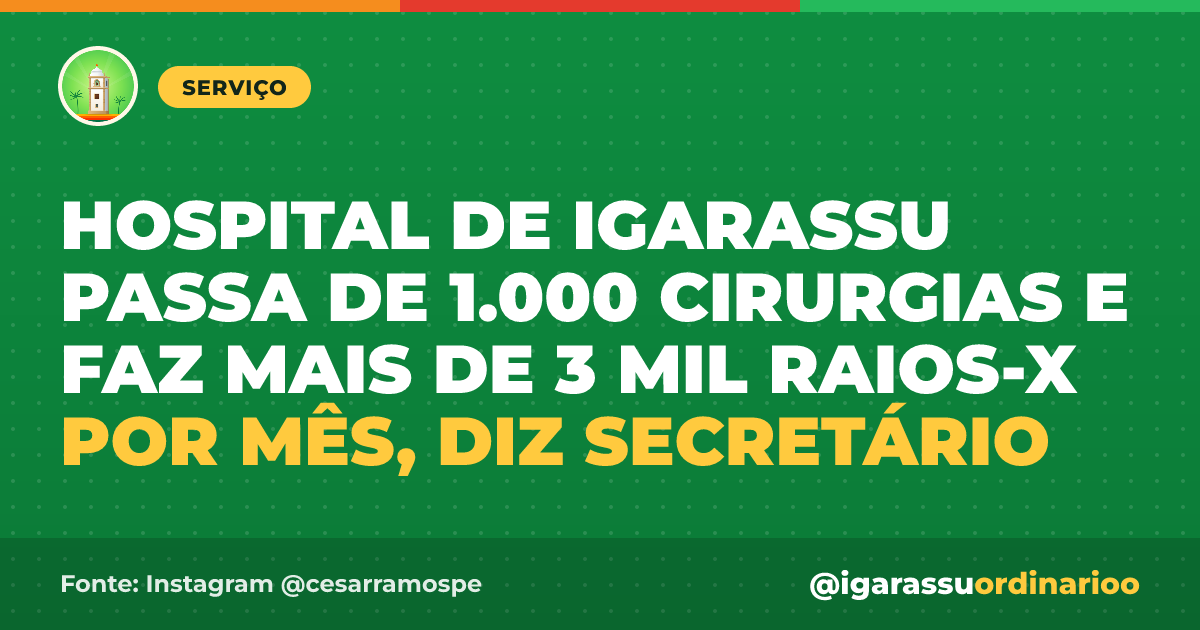 SERVIÇO
HOSPITAL DE IGARASSU
PASSA DE 1.000 CIRURGIAS E
FAZ MAIS DE 3 MIL RAIOS-X
POR MÊS, DIZ SECRETÁRIO
Fonte: Instagram @cesarramospe
@igarassuordinarioo